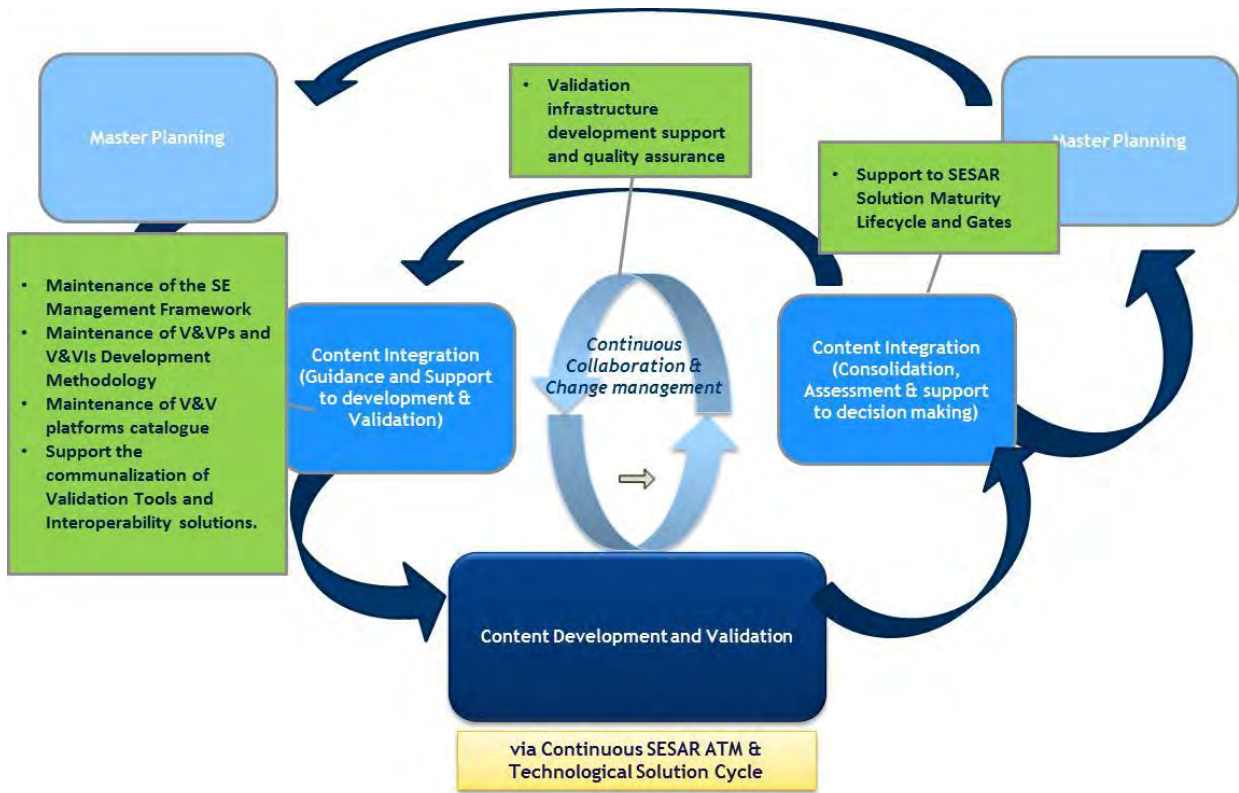 Master Planning
• Validation
infrastructure
development support
and quality assurance
Master Planning
• Support to SESAR
Solution Maturity
Lifecycle and Gates
• Maintenance of the SE
Management Framework
• Maintenance of V&VPs and
V&VIs Development
Methodology
• Maintenance of V&V
platforms catalogue
• Support the
communalization of
Validation Tools and
Interoperability solutions.
Content Integration
(Guidance and Support
to development &
Validation)
Continuous
Collaboration &
Change management
Content Integration
(Consolidation,
Assessment & support
to decision making)
Content Development and Validation
via Continuous SESAR ATM &
Technological Solution Cycle